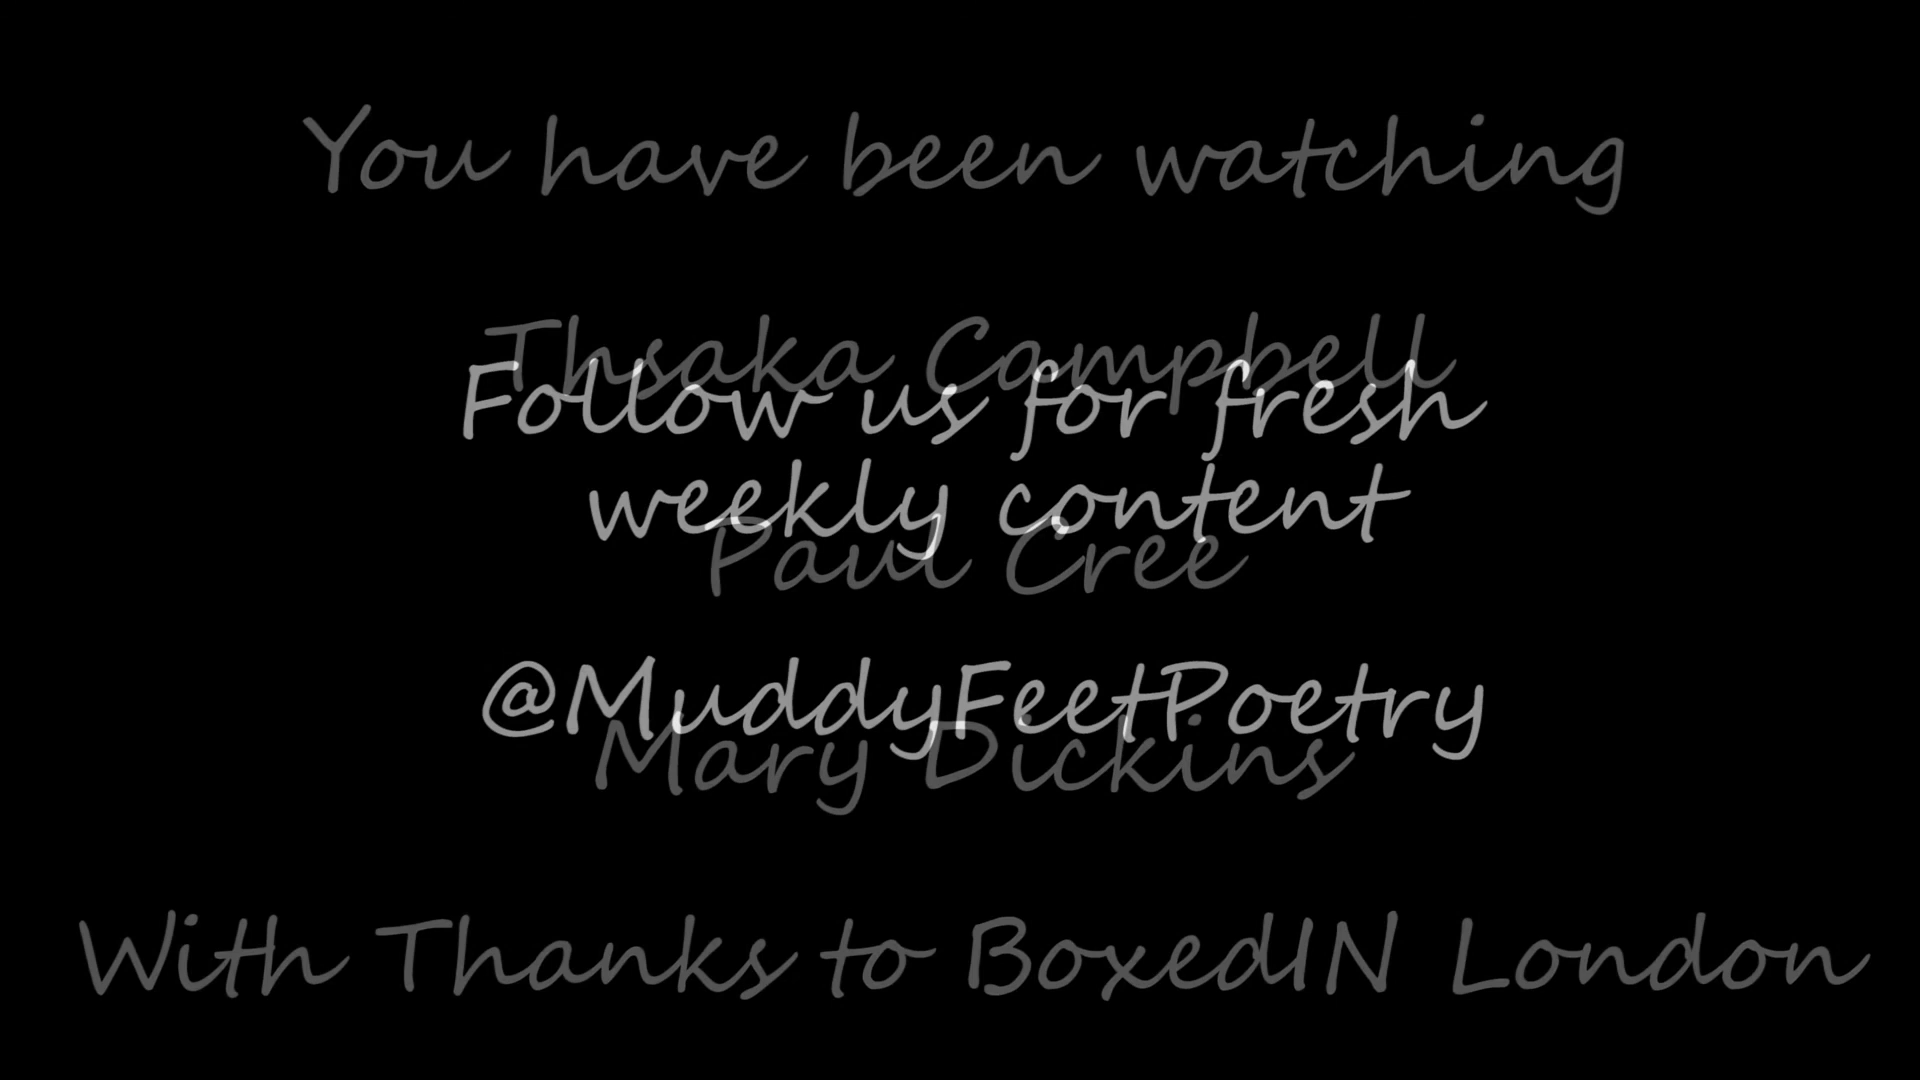 You have been watching
Thsaka Campbell
Follow us for fresh
weekly content
Paul Cree
@MuddyFeetPoetry
Mary Dickins
With Thanks to BoxedIN London